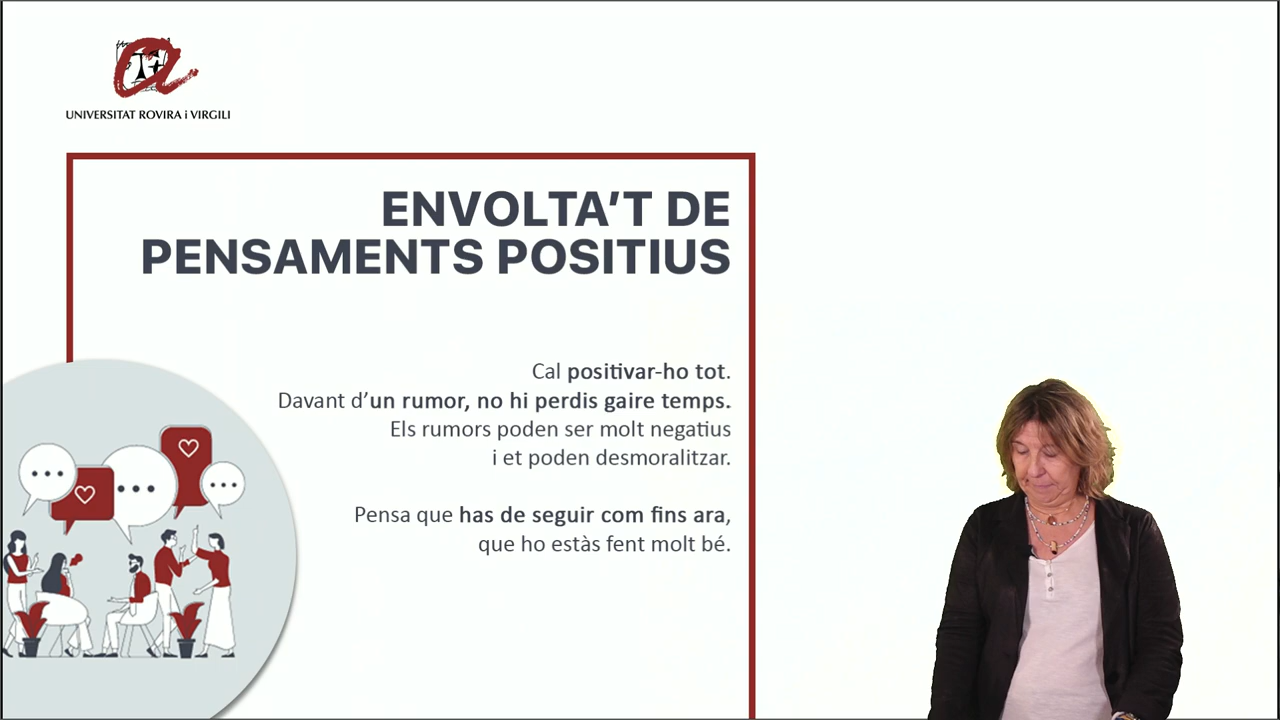 UNIVERSITAT ROVIRA i VIRGILI
ENVOLTA’T DE
PENSAMENTS POSITIUS
Cal positivar-ho tot.
Davant d’un rumor, no hi perdis gaire temps.
Els rumors poden ser molt negatius
i et poden desmoralitzar.
Pensa que has de seguir com fins ara,
que ho estàs fent molt bé.